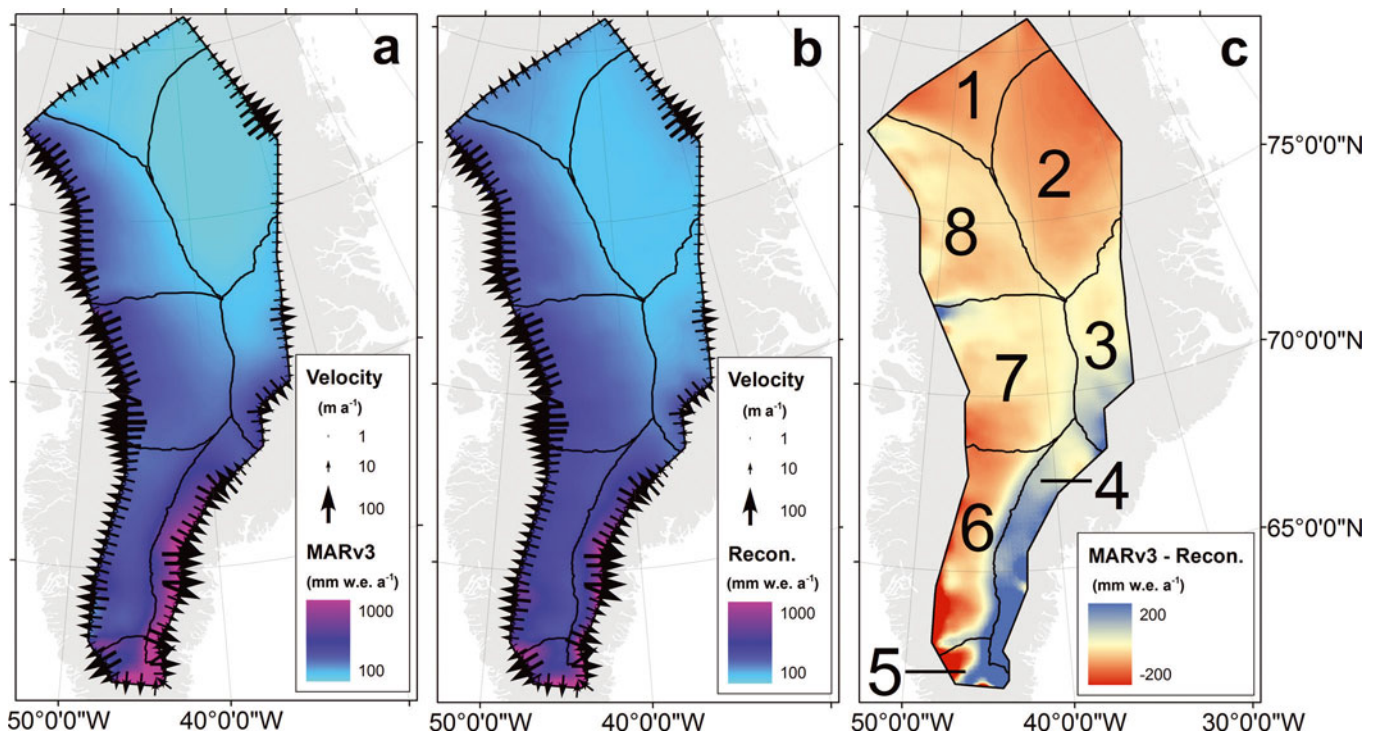 a
Velocity
(m a⁻¹)
1
10
100
MARv3
(mm w.e. a⁻¹)
1000
100
50°0'0"W
40°0'0"W
b
Velocity
(m a⁻¹)
1
10
100
Recon.
(mm w.e. a⁻¹)
1000
100
50°0'0"W
40°0'0"W
c
1
2
8
3
7
4
6
5
MARv3 - Recon.
(mm w.e. a⁻¹)
200
-200
75°0'0"N
70°0'0"N
65°0'0"N
50°0'0"W
40°0'0"W
30°0'0"W